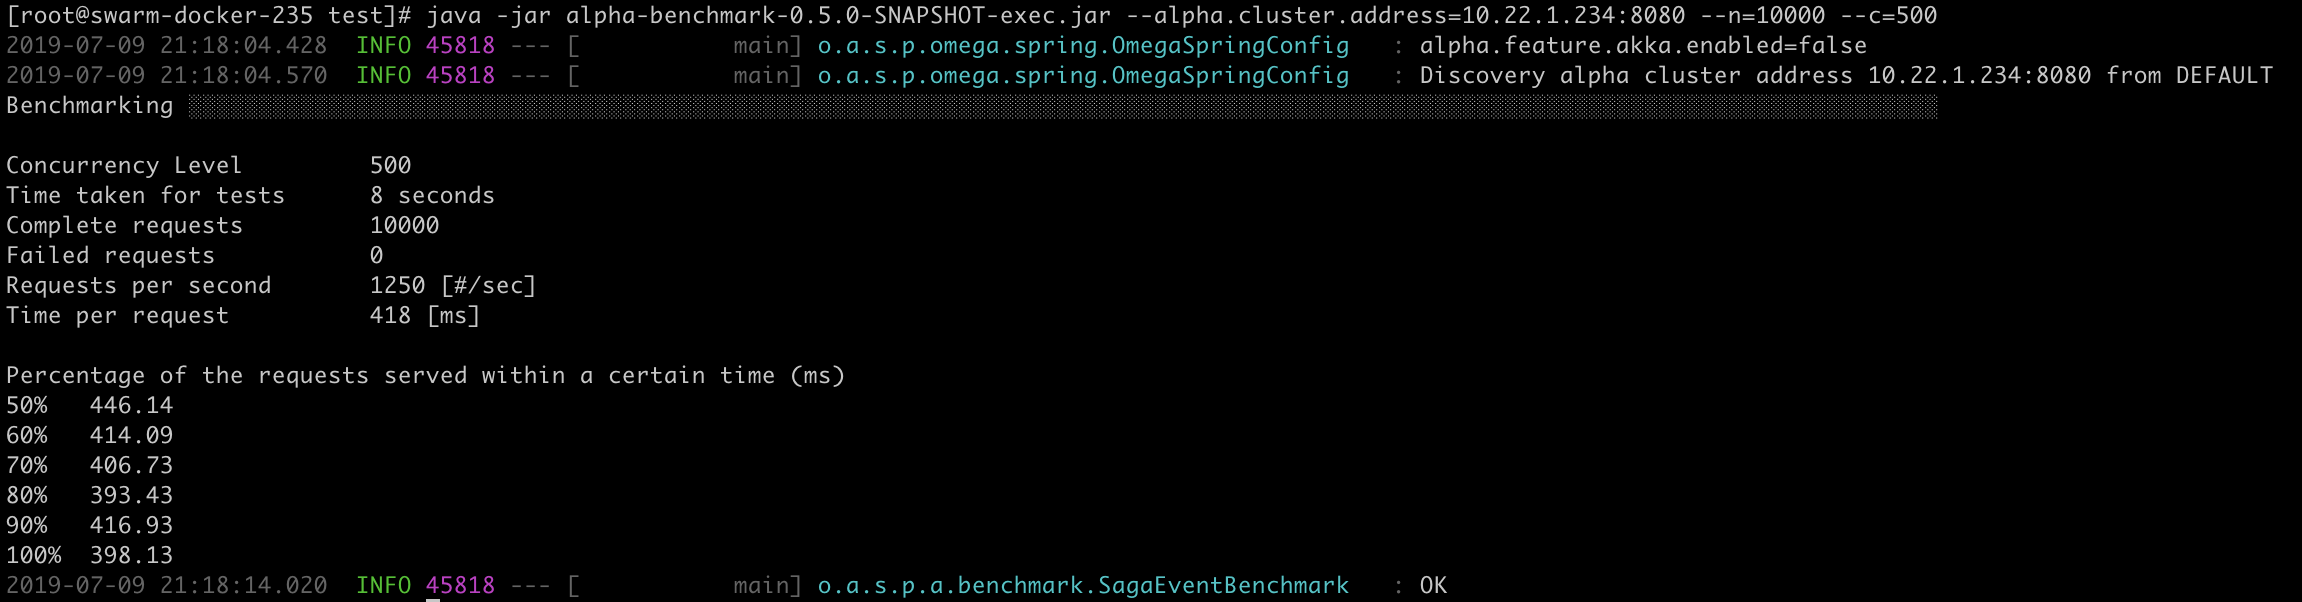 [root@swarm-docker-235 test]# java -jar alpha-benchmark-0.5.0-SNAPSHOT-exec.jar --alpha.cluster.address=10.22.1.234:8080 --n=10000 --c=500
2019-07-09 21:18:04.428  INFO 45818 --- [           main] o.a.s.p.omega.spring.OmegaSpringConfig   : alpha.feature.akka.enabled=false
2019-07-09 21:18:04.570  INFO 45818 --- [           main] o.a.s.p.omega.spring.OmegaSpringConfig   : Discovery alpha cluster address 10.22.1.234:8080 from DEFAULT
Benchmarking
Concurrency Level         500
Time taken for tests      8 seconds
Complete requests         10000
Failed requests           0
Requests per second       1250 [#/sec]
Time per request          418 [ms]
Percentage of the requests served within a certain time (ms)
50%   446.14
60%   414.09
70%   406.73
80%   393.43
90%   416.93
100%  398.13
2019-07-09 21:18:14.020  INFO 45818 --- [           main] o.a.s.p.a.benchmark.SagaEventBenchmark   : OK